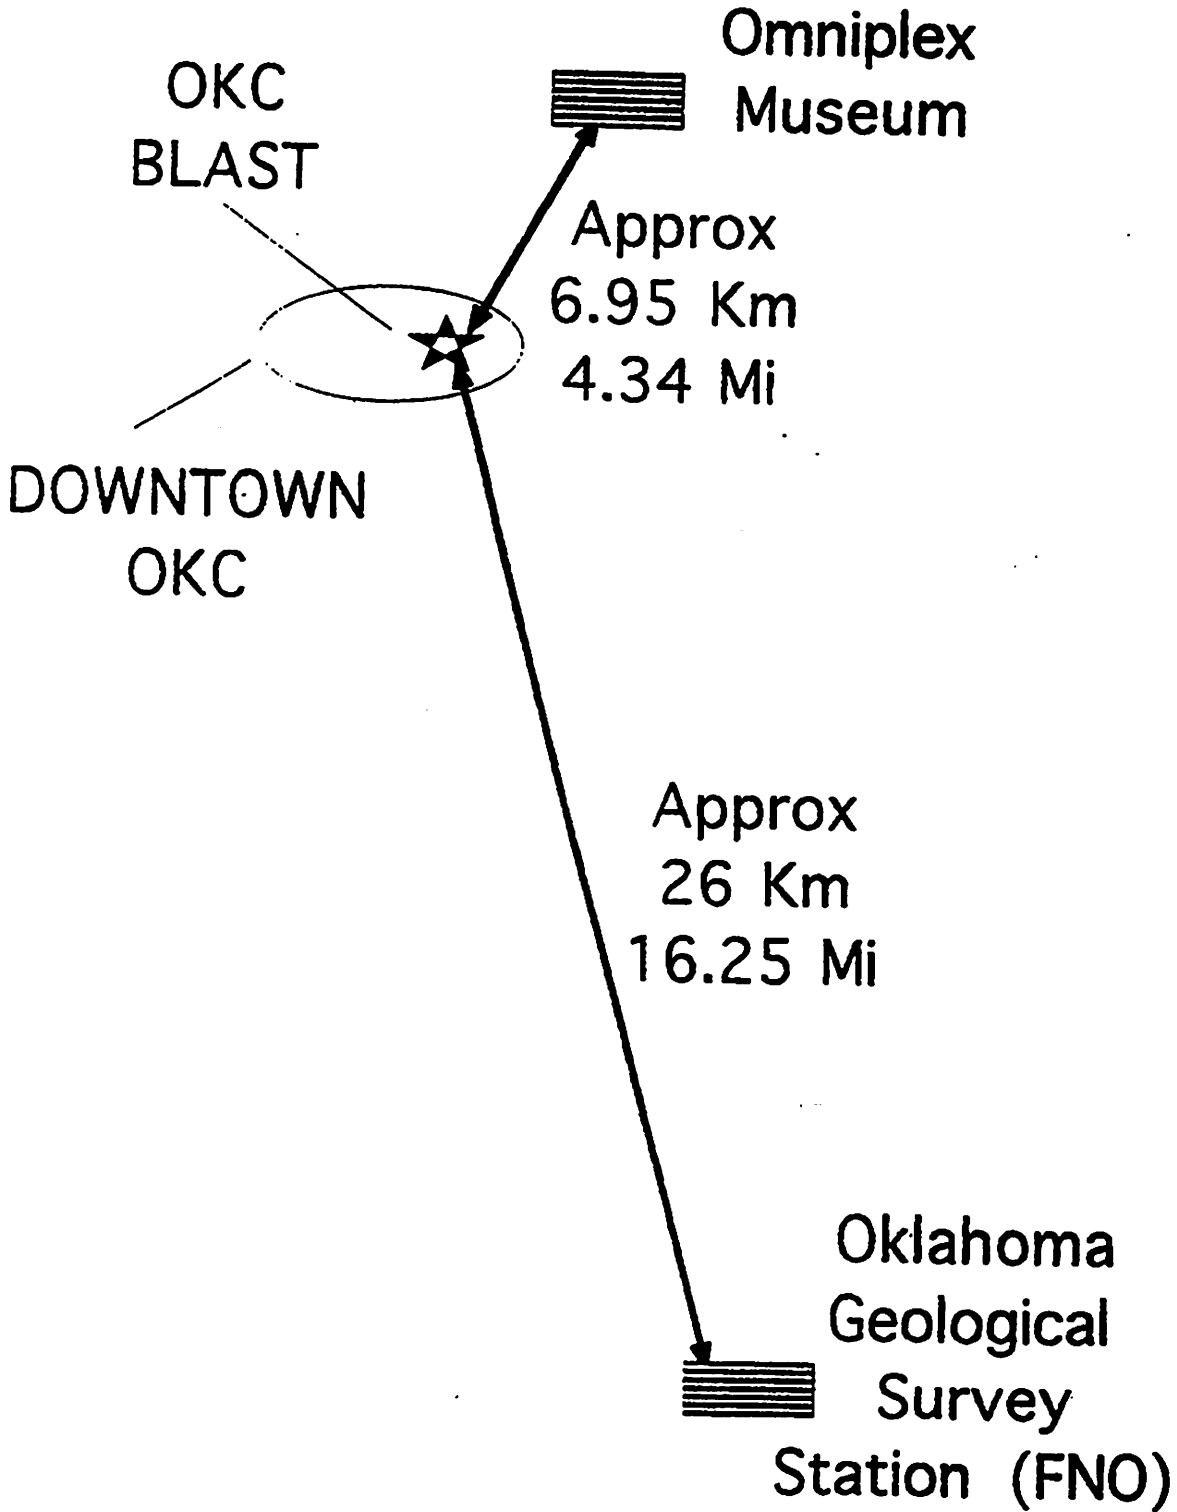 Omniplex
Museum
OKC
BLAST
Approx
6.95 Km
4.34 Mi
DOWNTOWN
OKC
Approx
26 Km
16.25 Mi
Oklahoma
Geological
Survey
Station (FNO)